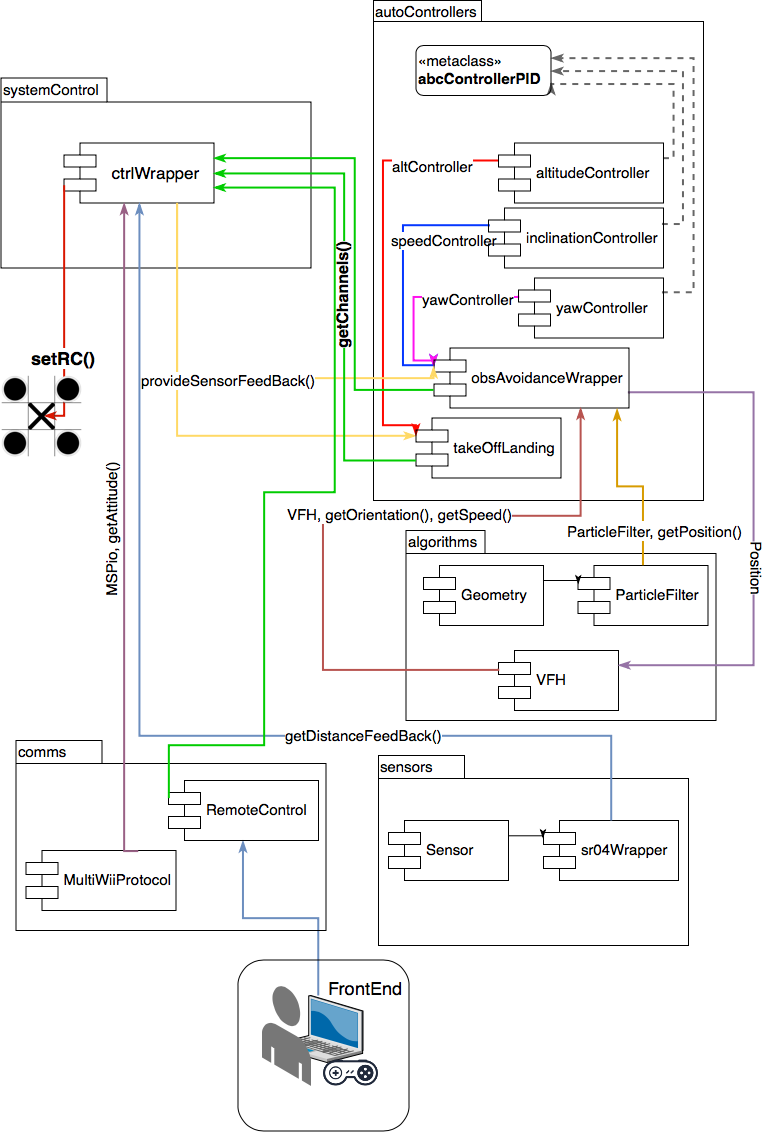 autoControllers
«metaclass»
abcControllerPID
systemControl
ctrlWrapper
altController
altitudeController
speedController
inclinationController
getChannels()
yawController
yawController
setRC()
provideSensorFeedBack()
obsAvoidanceWrapper
takeOffLanding
MSPio, getAttitude()
VFH, getOrientation(), getSpeed()
ParticleFilter, getPosition()
Position
algorithms
Geometry
ParticleFilter
VFH
getDistanceFeedBack()
comms
RemoteControl
MultiWiiProtocol
sensors
Sensor
sr04Wrapper
FrontEnd